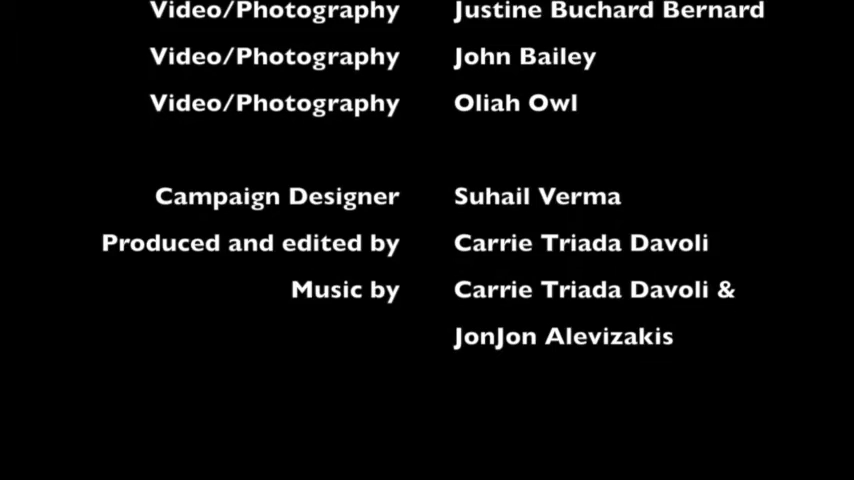 Video/Photography Justine Buchard Bernard
Video/Photography John Bailey
Video/Photography Oliah Owl
Campaign Designer Suhail Verma
Produced and edited by Carrie Triada Davoli
Music by Carrie Triada Davoli &
JonJon Alevizakis